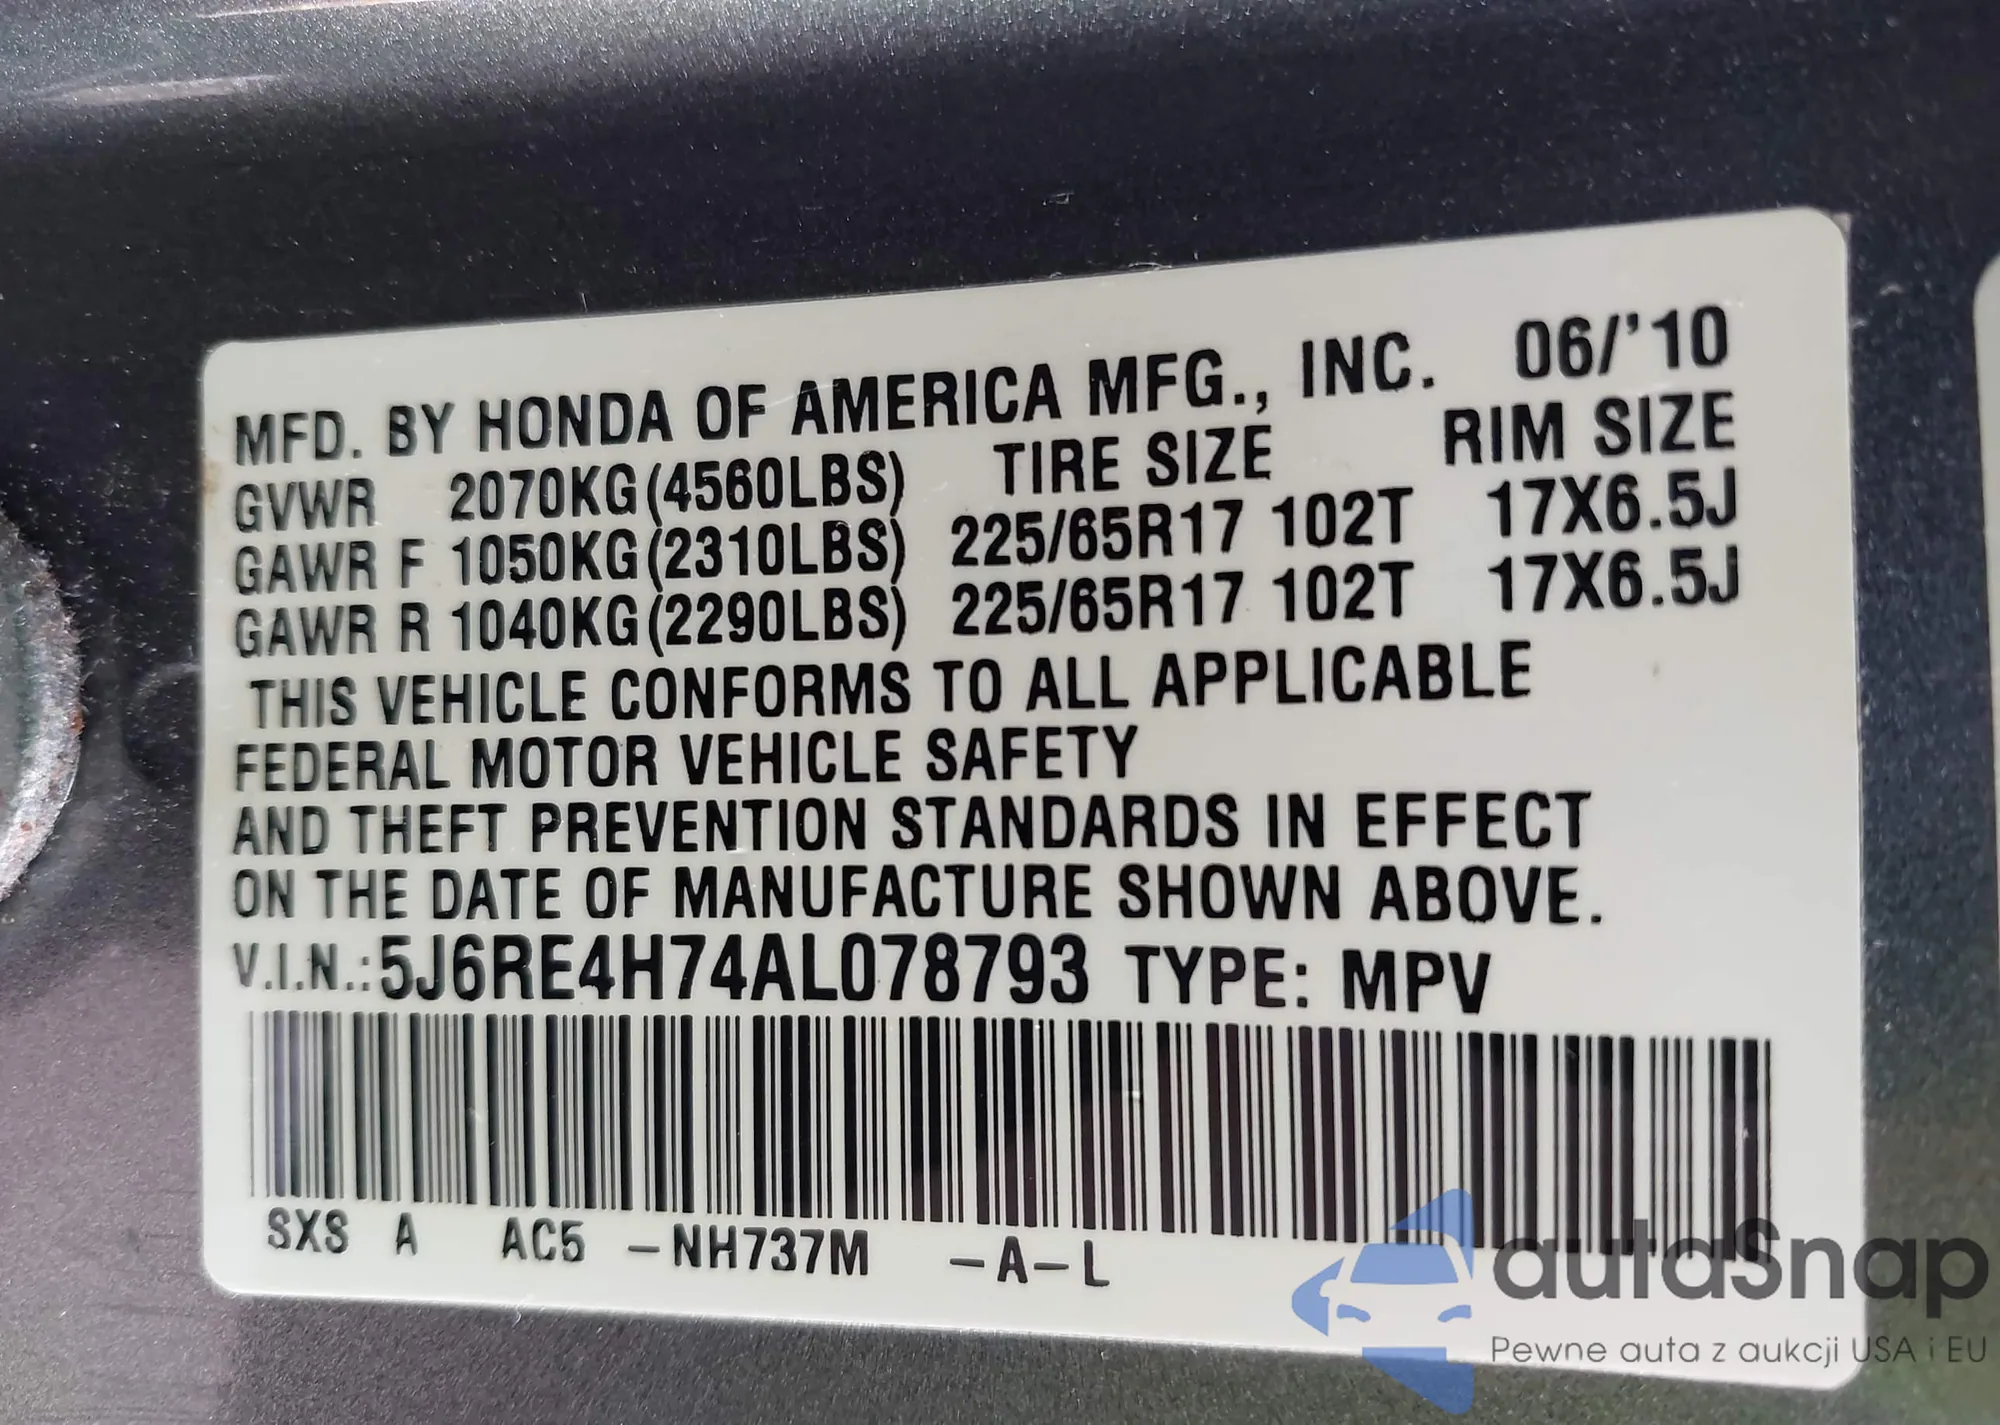 MFD. BY HONDA OF AMERICA MFG., INC. 06/'10
GVWR 2070KG(4560LBS) TIRE SIZE RIM SIZE
GAWR F 1050KG(2310LBS) 225/65R17 102T 17X6.5J
GAWR R 1040KG(2290LBS) 225/65R17 102T 17X6.5J
THIS VEHICLE CONFORMS TO ALL APPLICABLE
FEDERAL MOTOR VEHICLE SAFETY
AND THEFT PREVENTION STANDARDS IN EFFECT
ON THE DATE OF MANUFACTURE SHOWN ABOVE.
V.I.N.:5J6RE4H74AL078793 TYPE: MPV
SXS A AC5 -NH737M -A-L
autaSnap
Pewne auta z aukcji USA i EU